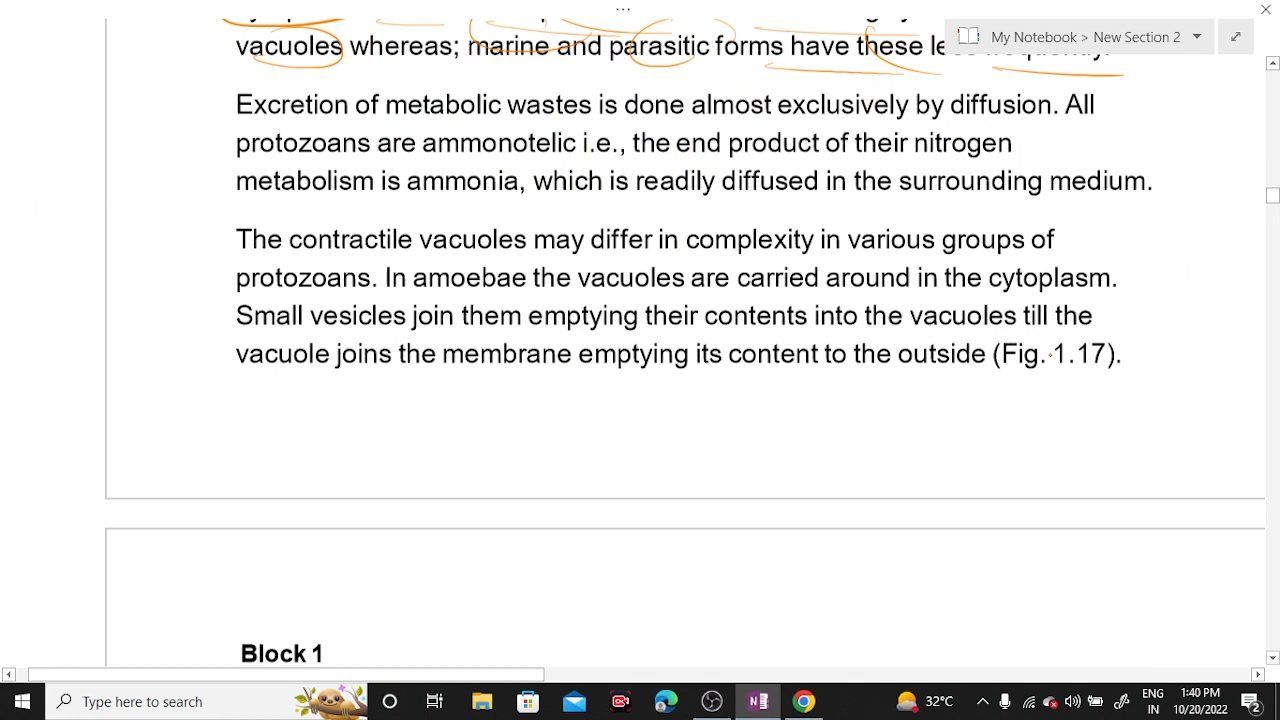 My Notebook > New Section 2
vacuoles whereas; marine and parasitic forms have these
Excretion of metabolic wastes is done almost exclusively by diffusion. All
protozoans are ammonotelic i.e., the end product of their nitrogen
metabolism is ammonia, which is readily diffused in the surrounding medium.
The contractile vacuoles may differ in complexity in various groups of
protozoans. In amoebae the vacuoles are carried around in the cytoplasm.
Small vesicles join them emptying their contents into the vacuoles till the
vacuole joins the membrane emptying its content to the outside (Fig. 1.17).
Block 1
Type here to search
32°C
ENG
IN
1:40 PM
10/20/2022
2